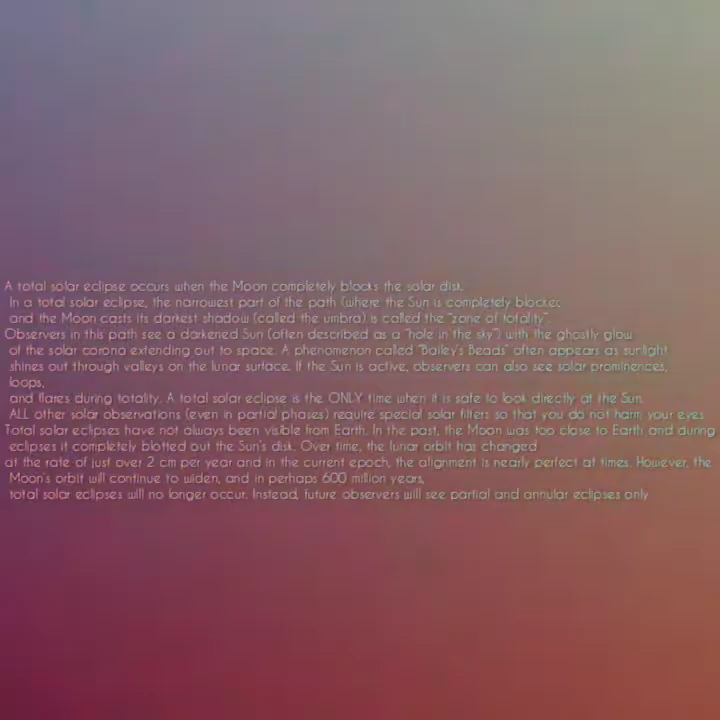 A total solar eclipse occurs when the Moon completely blocks the solar disk.
In a total solar eclipse, the narrowest part of the path (where the Sun is completely blocked
and the Moon casts its darkest shadow (called the umbra) is called the "zone of totality".
Observers in this path see a darkened Sun (often described as a "hole in the sky") with the ghostly glow
of the solar corona extending out to space. A phenomenon called "Bailey's Beads" often appears as sunlight
shines out through valleys on the lunar surface. If the Sun is active, observers can also see solar prominences,
loops,
and flares during totality. A total solar eclipse is the ONLY time when it is safe to look directly at the Sun.
ALL other solar observations (even in partial phases) require special solar filters so that you do not harm your eyes.
Total solar eclipses have not always been visible from Earth. In the past, the Moon was too close to Earth and during
eclipses it completely blotted out the Sun's disk. Over time, the lunar orbit has changed
at the rate of just over 2 cm per year and in the current epoch, the alignment is nearly perfect at times. However, the
Moon's orbit will continue to widen, and in perhaps 600 million years,
total solar eclipses will no longer occur. Instead, future observers will see partial and annular eclipses only